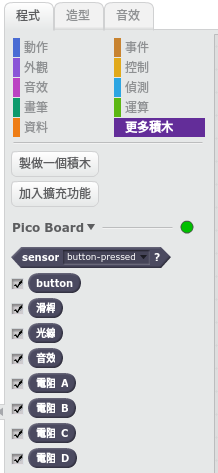 程式 造型 音效
動作 事件
外觀 控制
音效 偵測
畫筆 運算
資料 更多積木
製做一個積木
加入擴充功能
Pico Board
sensor button-pressed ?
button
滑桿
光線
音效
電阻 A
電阻 B
電阻 C
電阻 D